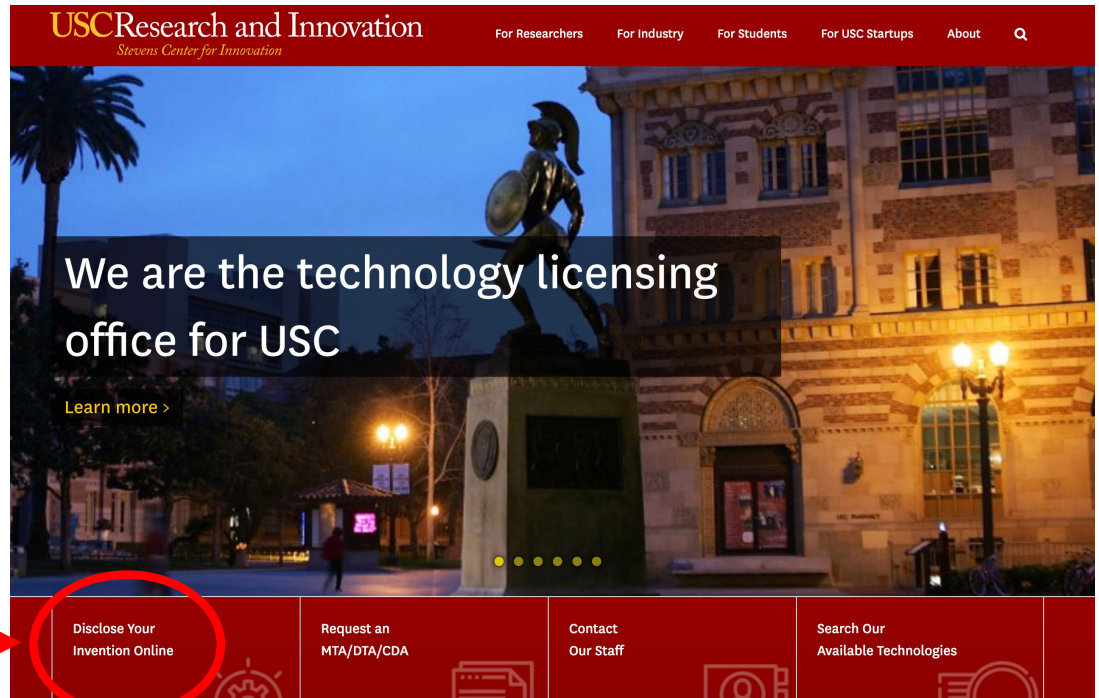 USC Research and Innovation
Stevens Center for Innovation
For Researchers For Industry For Students For USC Startups About
We are the technology licensing
office for USC
Learn more >
Disclose Your
Invention Online
Request an
MTA/DTA/CDA
Contact
Our Staff
Search Our
Available Technologies